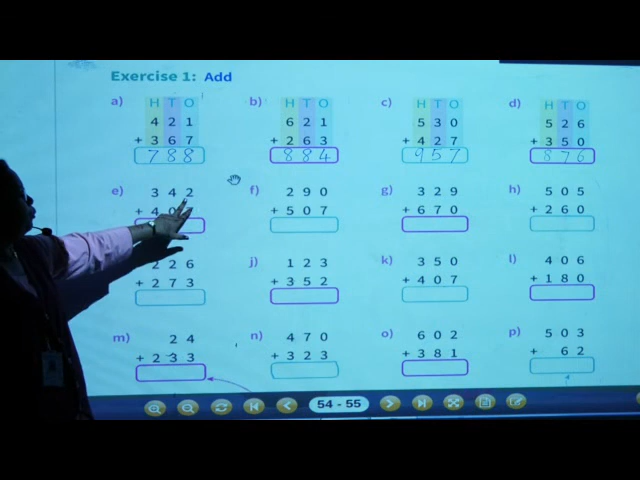 Exercise 1: Add
a) H T O b) H T O c) H T O d) H T O
4 2 1 6 2 1 5 3 0 5 2 6
+ 3 6 7 + 2 6 3 + 4 2 7 + 3 5 0
7 8 8 8 8 4 9 5 7 8 7 6
e) 3 4 2 f) 2 9 0 g) 3 2 9 h) 5 0 5
+ 4 0 + 5 0 7 + 6 7 0 + 2 6 0
2 2 6 j) 1 2 3 k) 3 5 0 l) 4 0 6
+ 2 7 3 + 3 5 2 + 4 0 7 + 1 8 0
m) 2 4 n) 4 7 0 o) 6 0 2 p) 5 0 3
+ 2 3 3 + 3 2 3 + 3 8 1 + 6 2
54 - 55